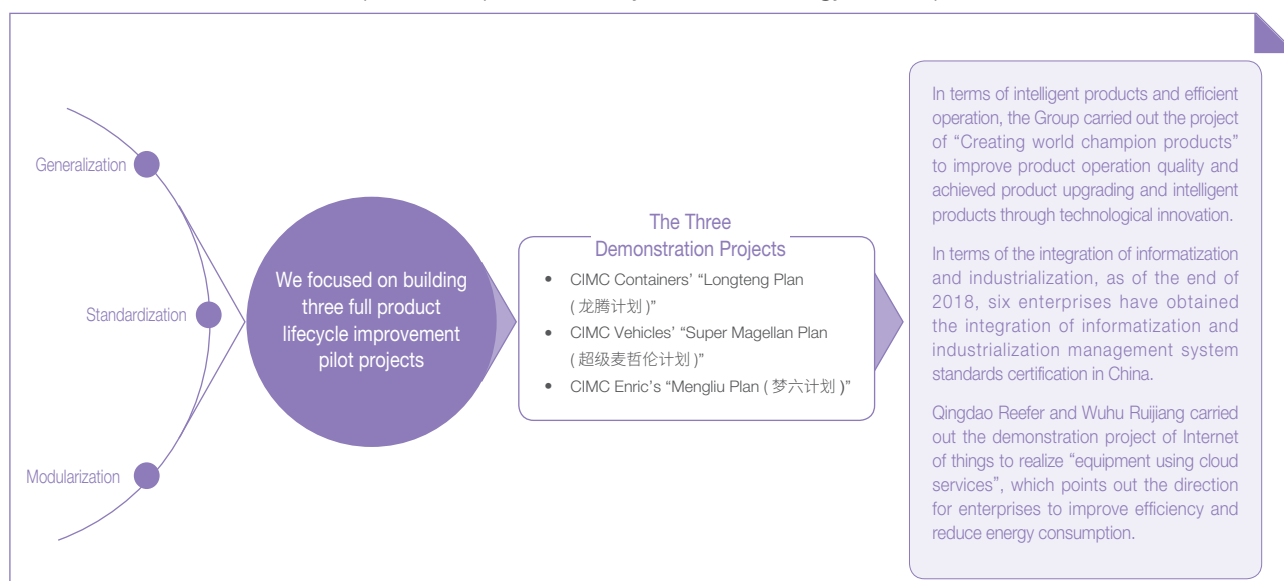 Generalization
Standardization
Modularization
We focused on building
three full product
lifecycle improvement
pilot projects
The Three
Demonstration Projects
• CIMC Containers’ “Longteng Plan
( 龙腾计划 )”
• CIMC Vehicles’ “Super Magellan Plan
( 超级麦哲伦计划 )”
• CIMC Enric’s “Mengliu Plan ( 梦六计划 )”
In terms of intelligent products and efficient
operation, the Group carried out the project
of “Creating world champion products”
to improve product operation quality and
achieved product upgrading and intelligent
products through technological innovation.
In terms of the integration of informatization
and industrialization, as of the end of
2018, six enterprises have obtained
the integration of informatization and
industrialization management system
standards certification in China.
Qingdao Reefer and Wuhu Ruijiang carried
out the demonstration project of Internet
of things to realize “equipment using cloud
services”, which points out the direction
for enterprises to improve efficiency and
reduce energy consumption.